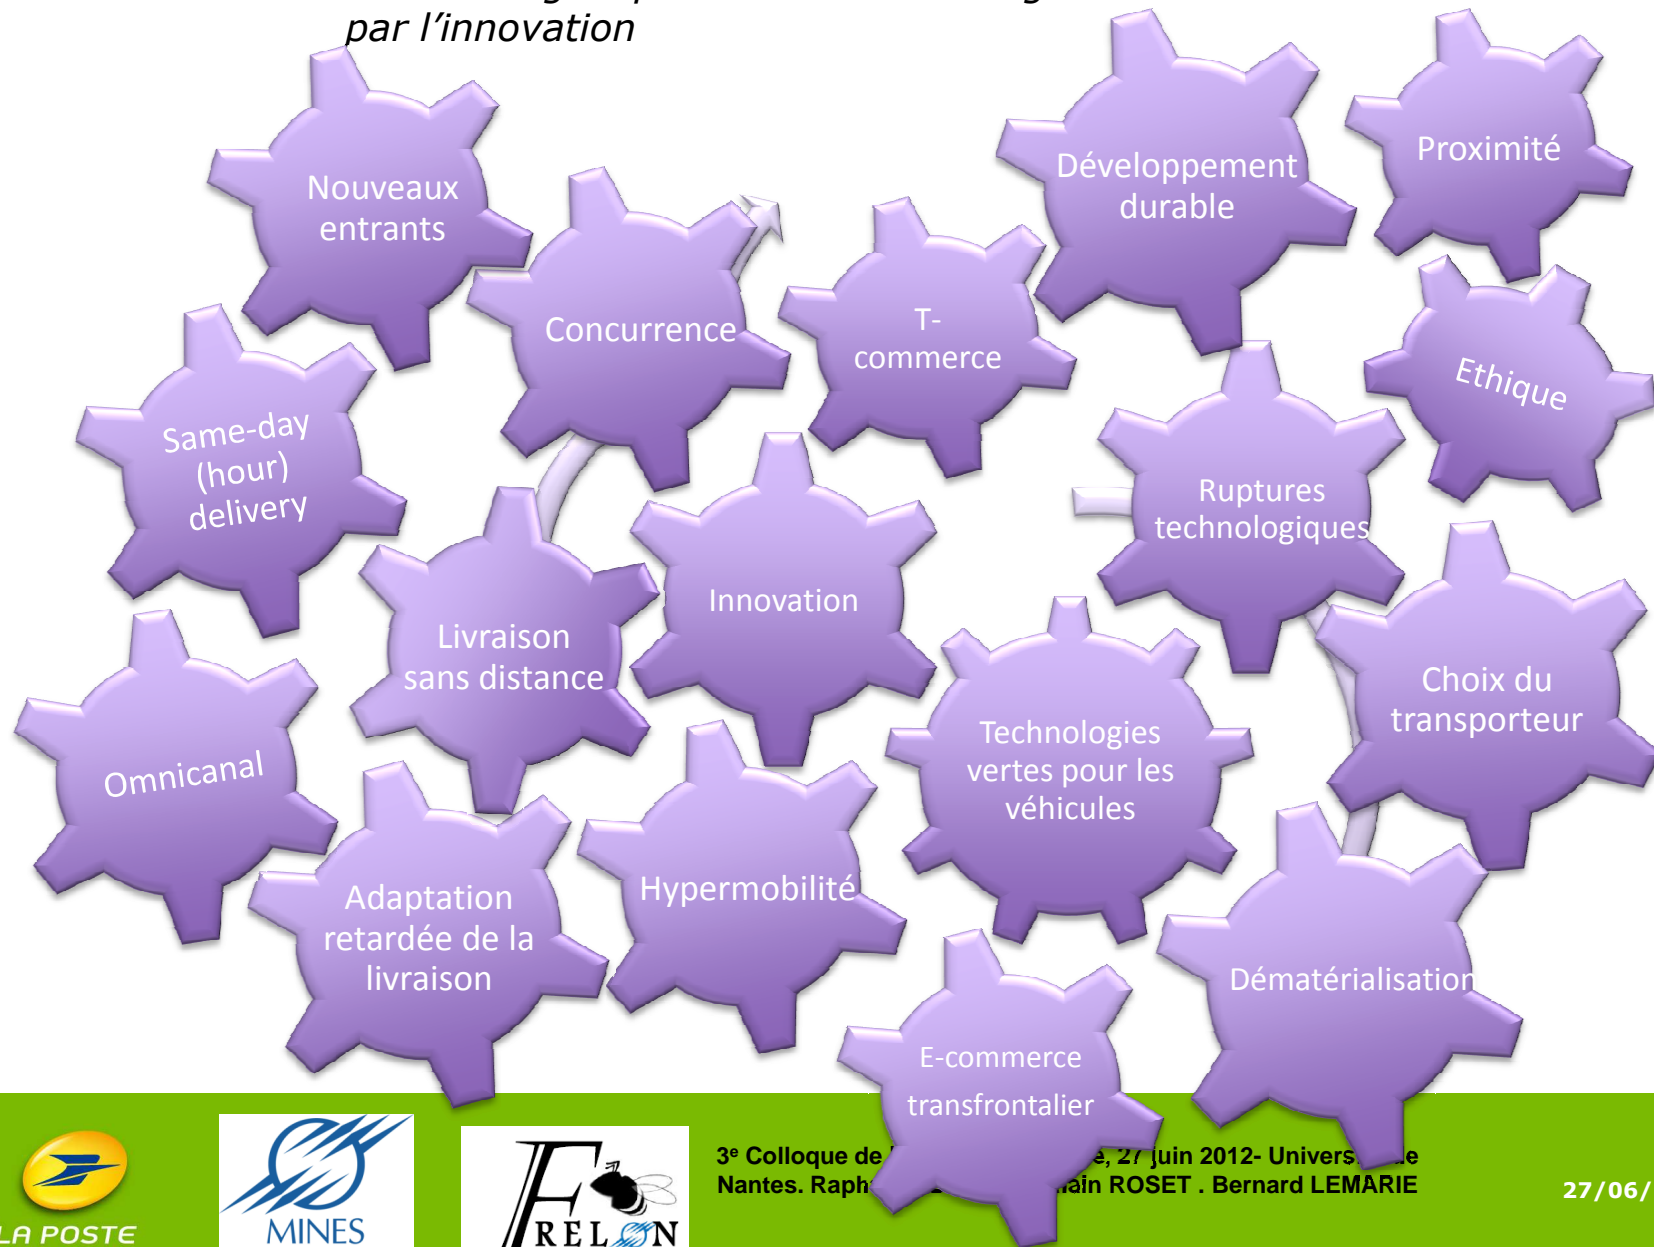 par l’innovation
Nouveaux
entrants
Développement
durable
Proximité
Concurrence
T-
commerce
Ethique
Same-day
(hour)
delivery
Ruptures
technologiques
Innovation
Livraison
sans distance
Choix du
transporteur
Technologies
vertes pour les
véhicules
Omnicanal
Hypermobilité
Adaptation
retardée de la
livraison
Dématérialisation
E-commerce
transfrontalier
3e Colloque de 27 juin 2012- Univers
Nantes. Raph ROSET . Bernard LEMARIE
27/06/
LA POSTE
MINES
FRELON